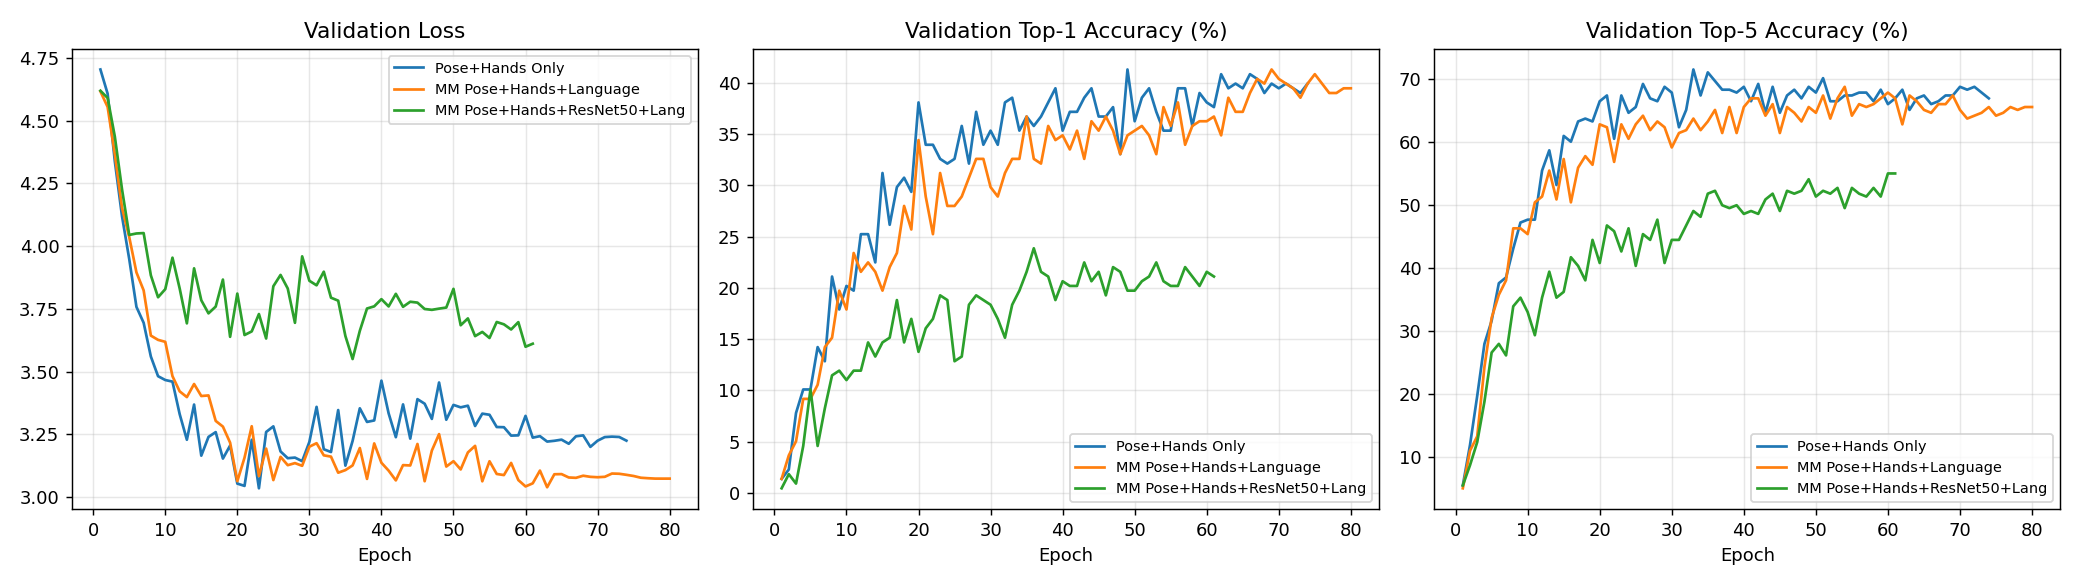 Validation Loss
4.75
4.50
4.25
4.00
3.75
3.50
3.25
3.00
0 10 20 30 40 50 60 70 80
Epoch
Pose+Hands Only
MM Pose+Hands+Language
MM Pose+Hands+ResNet50+Lang
Validation Top-1 Accuracy (%)
40
35
30
25
20
15
10
5
0
0 10 20 30 40 50 60 70 80
Epoch
Pose+Hands Only
MM Pose+Hands+Language
MM Pose+Hands+ResNet50+Lang
Validation Top-5 Accuracy (%)
70
60
50
40
30
20
10
0 10 20 30 40 50 60 70 80
Epoch
Pose+Hands Only
MM Pose+Hands+Language
MM Pose+Hands+ResNet50+Lang